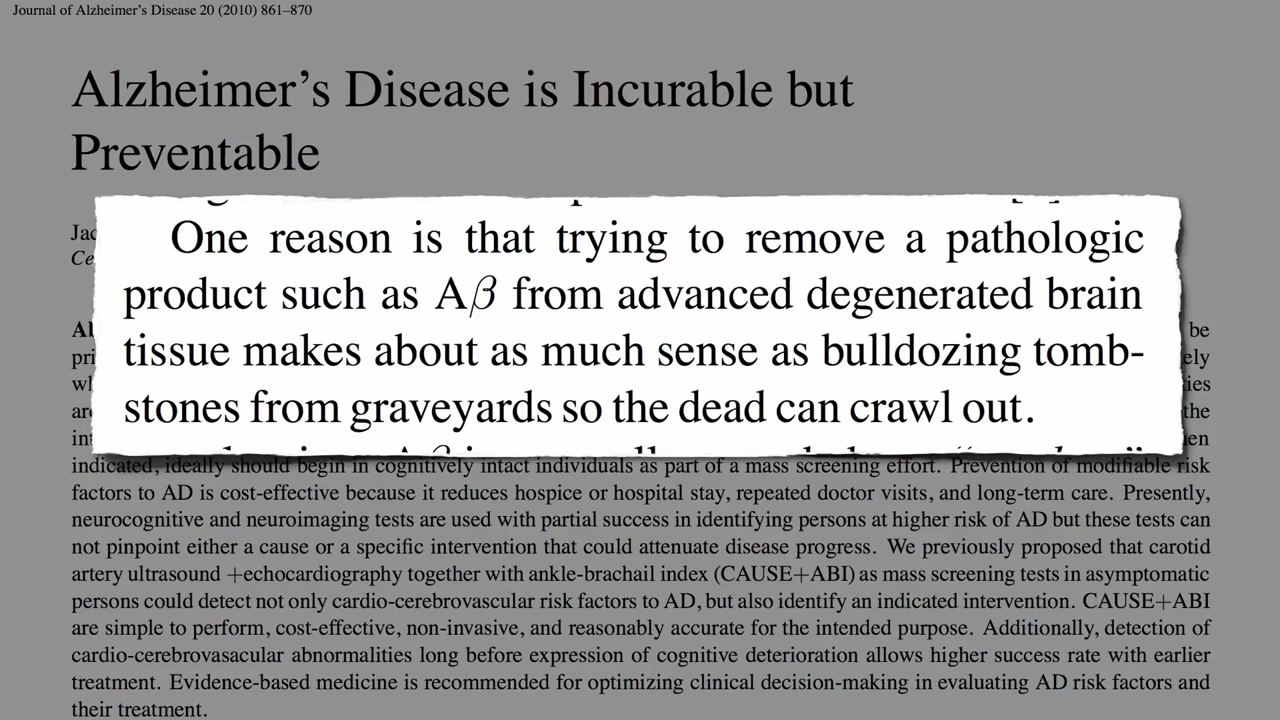 Journal of Alzheimer's Disease 20 (2010) 861–870
Alzheimer's Disease is Incurable but
Preventable
One reason is that trying to remove a pathologic
product such as Aβ from advanced degenerated brain
tissue makes about as much sense as bulldozing tomb-
stones from graveyards so the dead can crawl out.
be
indicated, ideally should begin in cognitively intact individuals as part of a mass screening effort. Prevention of modifiable risk
factors to AD is cost-effective because it reduces hospice or hospital stay, repeated doctor visits, and long-term care. Presently,
neurocognitive and neuroimaging tests are used with partial success in identifying persons at higher risk of AD but these tests can
not pinpoint either a cause or a specific intervention that could attenuate disease progress. We previously proposed that carotid
artery ultrasound +echocardiography together with ankle-brachail index (CAUSE+ABI) as mass screening tests in asymptomatic
persons could detect not only cardio-cerebrovascular risk factors to AD, but also identify an indicated intervention. CAUSE+ABI
are simple to perform, cost-effective, non-invasive, and reasonably accurate for the intended purpose. Additionally, detection of
cardio-cerebrovasacular abnormalities long before expression of cognitive deterioration allows higher success rate with earlier
treatment. Evidence-based medicine is recommended for optimizing clinical decision-making in evaluating AD risk factors and
their treatment.